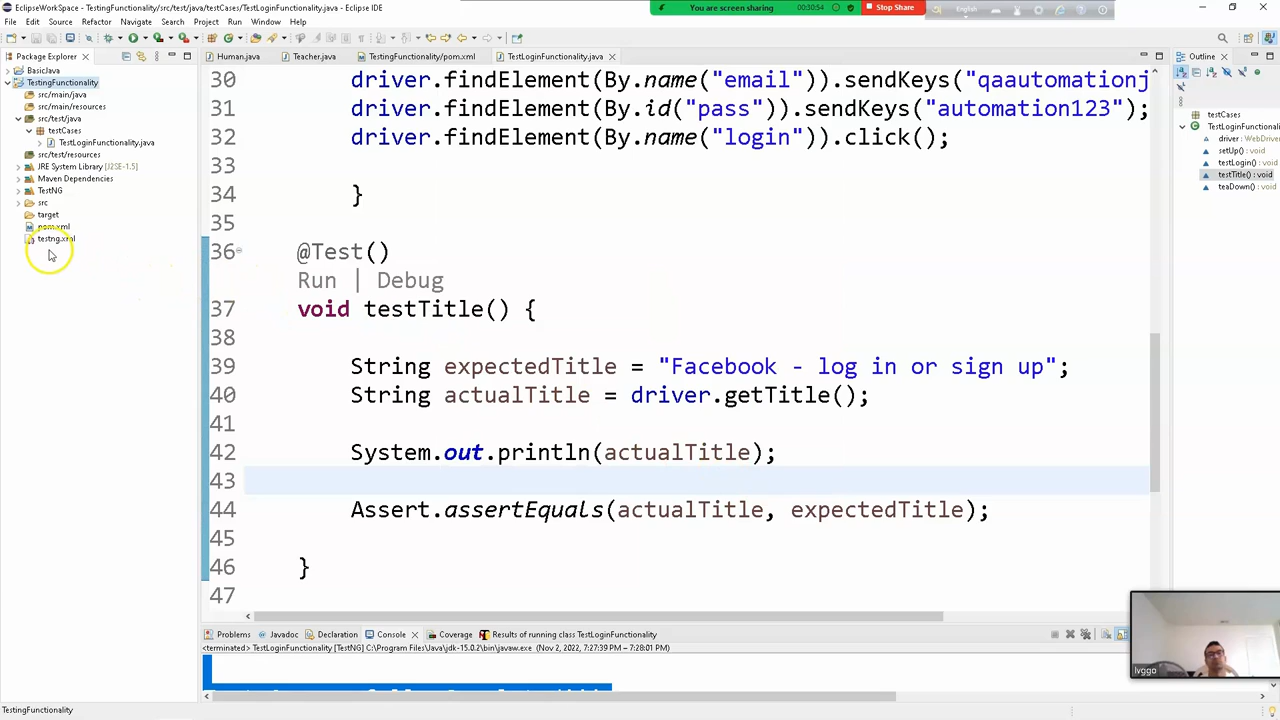 EclipseWorkSpace - TestingFunctionality/src/test/java/testCases/TestLoginFunctionality.java - Eclipse IDE
You are screen sharing
00:30:54
Stop Share
English
File Edit Source Refactor Navigate Search Project Run Window Help
Package Explorer
Human.java
Teacher.java
TestingFunctionality/pom.xml
TestLoginFunctionality.java
Outline
BasicJava
TestingFunctionality
src/main/java
src/main/resources
src/test/java
testCases
TestLoginFunctionality.java
src/test/resources
JRE System Library [J2SE-1.5]
Maven Dependencies
TestNG
src
target
pom.xml
testng.xml
30 driver.findElement(By.name("email")).sendKeys("qaautomationj
31 driver.findElement(By.id("pass")).sendKeys("automation123");
32 driver.findElement(By.name("login")).click();
33
34 }
35
36 @Test()
Run | Debug
37 void testTitle() {
38
39 String expectedTitle = "Facebook - log in or sign up";
40 String actualTitle = driver.getTitle();
41
42 System.out.println(actualTitle);
43
44 Assert.assertEquals(actualTitle, expectedTitle);
45
46 }
47
testCases
TestLoginFunctionali
driver : WebDriver
setUp() : void
testLogin() : void
testTitle() : void
teaDown() : void
Problems
Javadoc
Declaration
Console
Coverage
Results of running class TestLoginFunctionality
<terminated> TestLoginFunctionality [TestNG] C:\Program Files\Java\jdk-15.0.2\bin\javaw.exe (Nov 2, 2022, 7:27:39 PM – 7:28:01 PM)
lvggo
TestingFunctionality